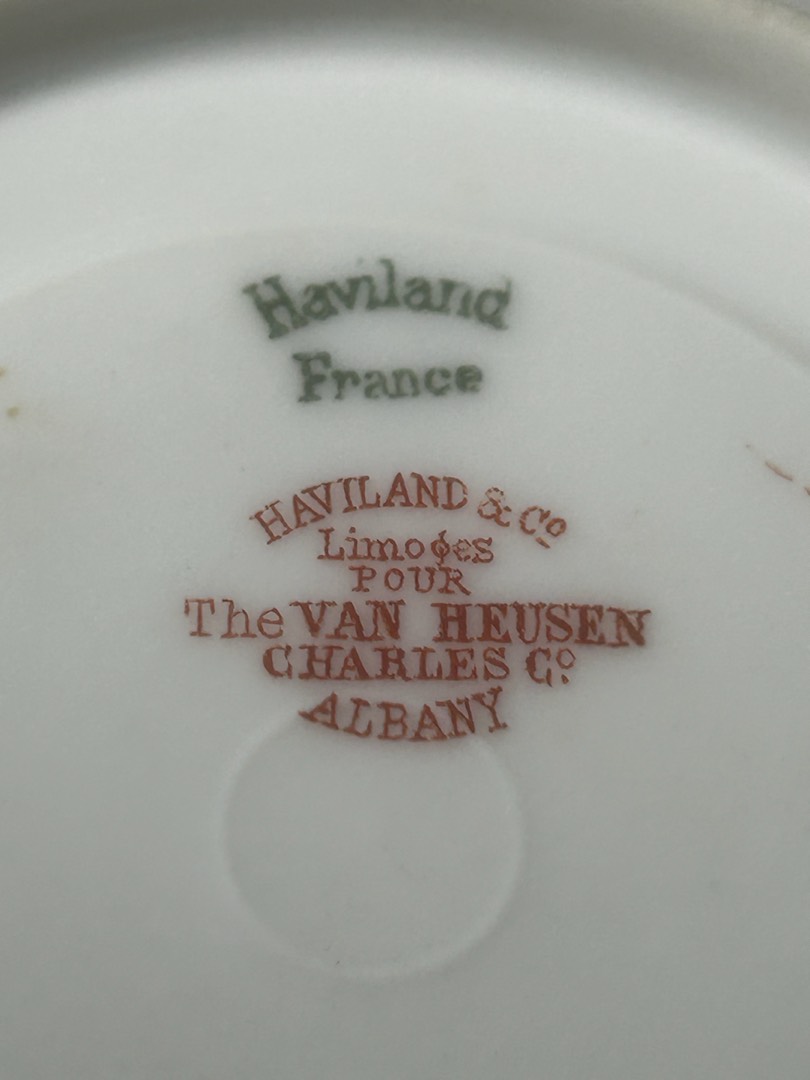 Haviland
France
HAVILAND & Co
Limoges
POUR
The VAN HEUSEN
CHARLES Co
ALBANY